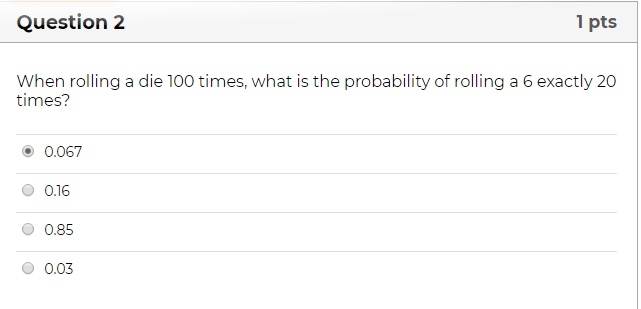 Question 2
1 pts
When rolling a die 100 times, what is the probability of rolling a 6 exactly 20
times?
0.067
0.16
0.85
0.03